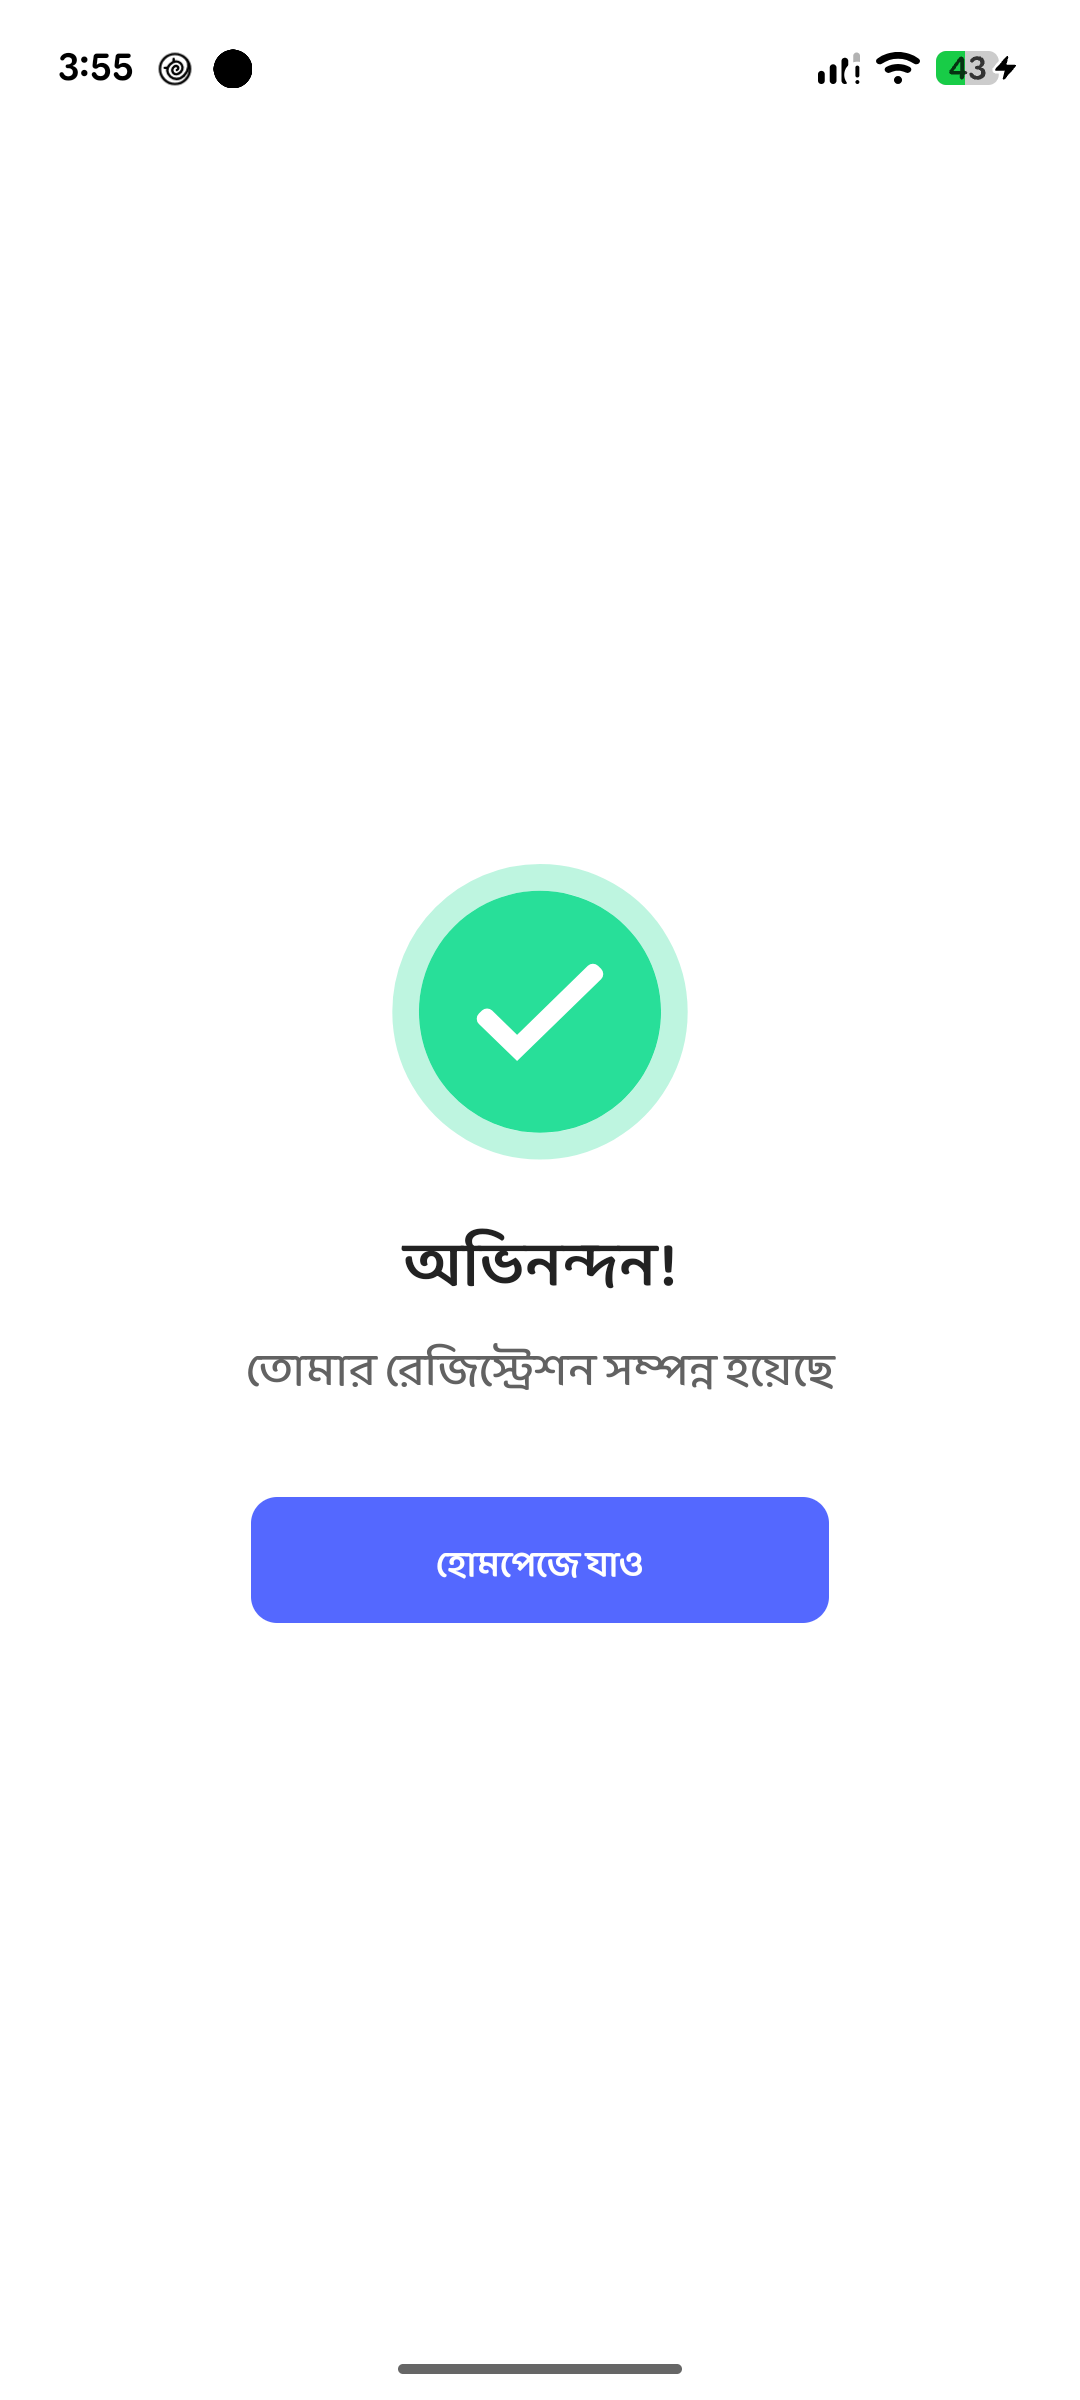 3:55
43
অভিনন্দন!
তোমার রেজিস্ট্রেশন সম্পন্ন হয়েছে
হোমপেজে যাও